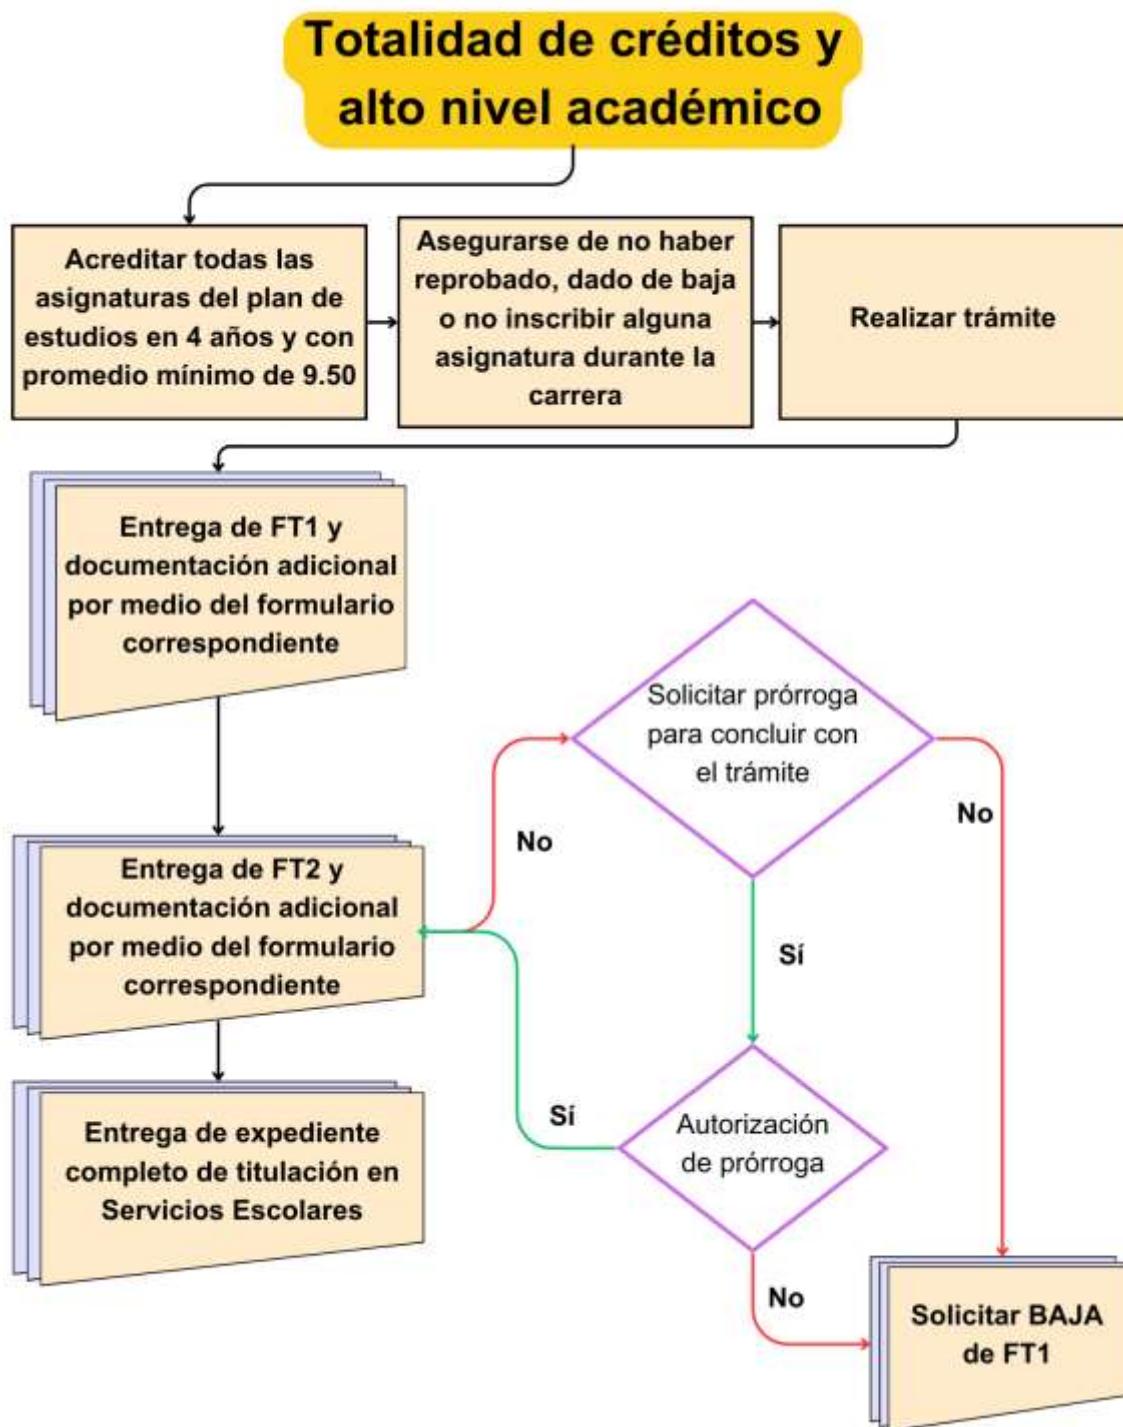 Totalidad de créditos y
alto nivel académico
Acreditar todas las
asignaturas del plan de
estudios en 4 años y con
promedio mínimo de 9.50
Asegurarse de no haber
reprobado, dado de baja
o no inscribir alguna
asignatura durante la
carrera
Realizar trámite
Entrega de FT1 y
documentación adicional
por medio del formulario
correspondiente
Solicitar prórroga
para concluir con
el trámite
No
No
Entrega de FT2 y
documentación adicional
por medio del formulario
correspondiente
Sí
Sí
Autorización
de prórroga
Entrega de expediente
completo de titulación en
Servicios Escolares
No
Solicitar BAJA
de FT1